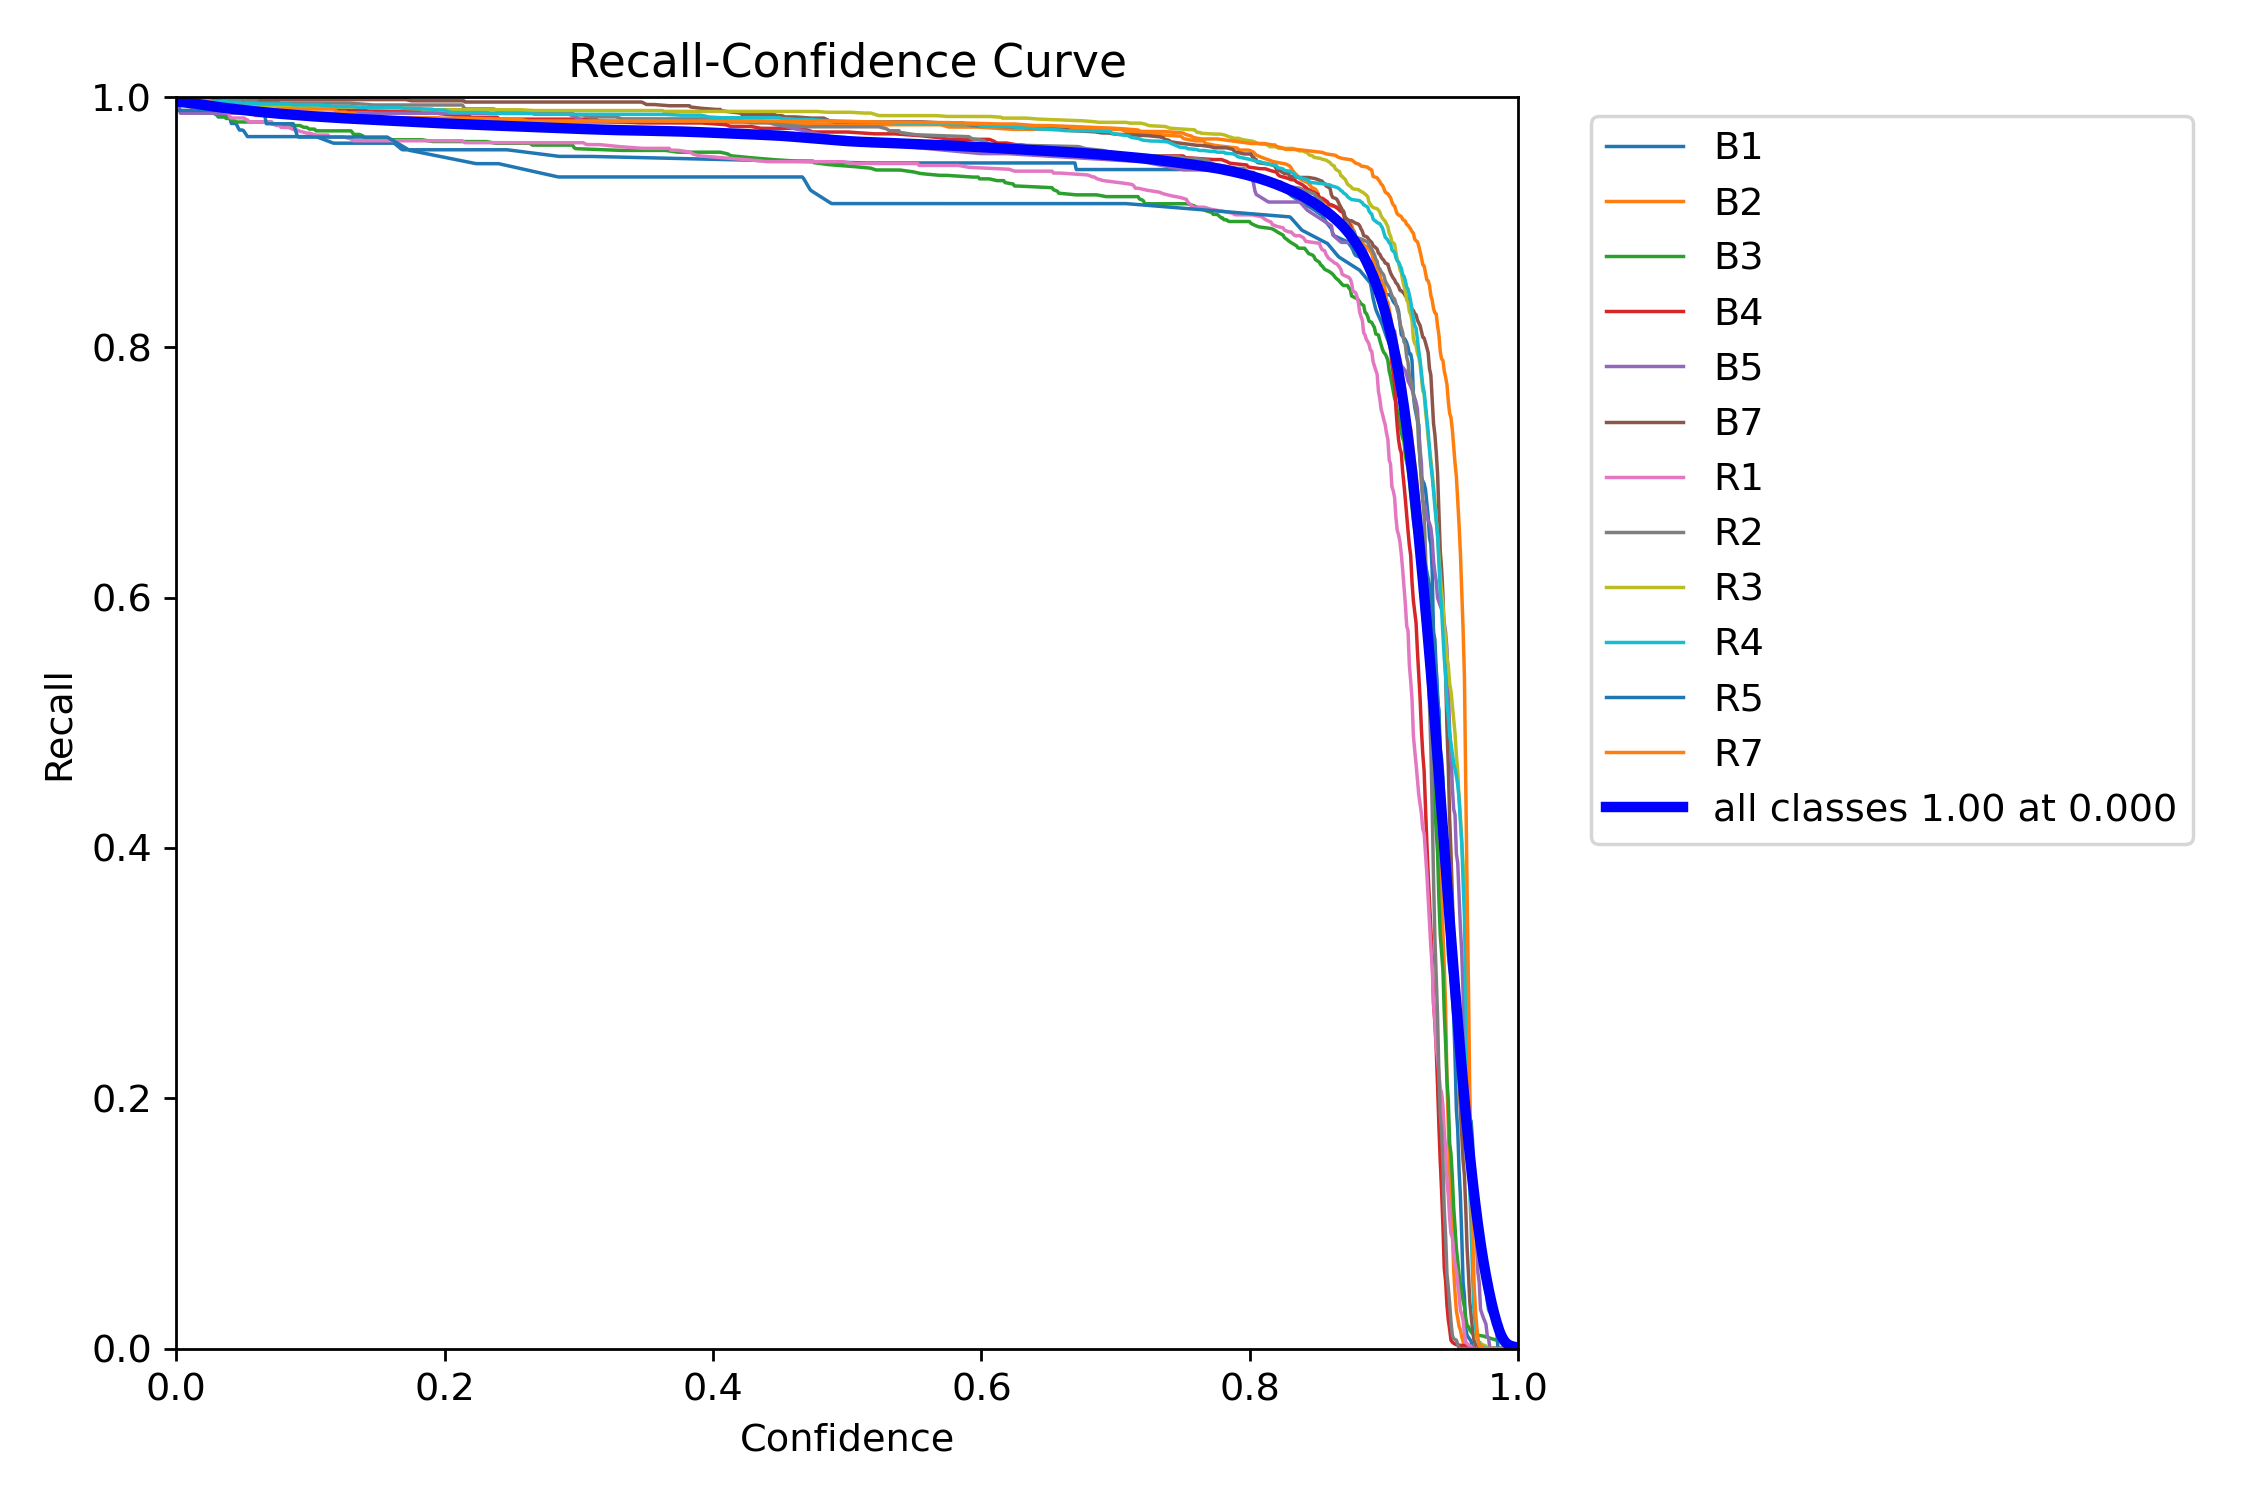 Recall-Confidence Curve
1.0
0.8
0.6
0.4
0.2
0.0
Recall
0.0 0.2 0.4 0.6 0.8 1.0
Confidence
B1
B2
B3
B4
B5
B7
R1
R2
R3
R4
R5
R7
all classes 1.00 at 0.000